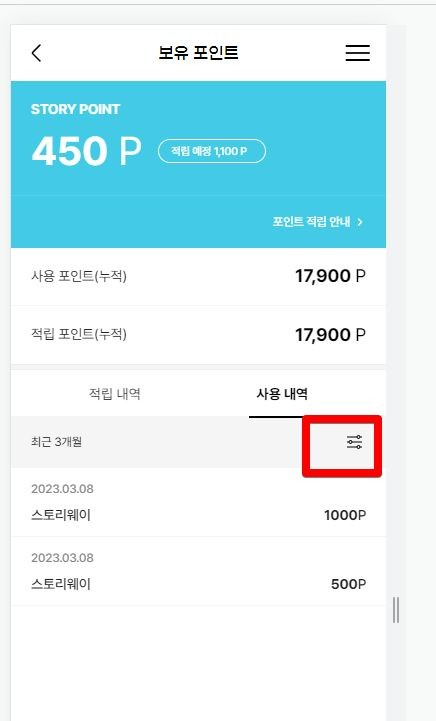 보유 포인트
STORY POINT
450 P 적립 예정 1,100 P
포인트 적립 안내 >
사용 포인트(누적) 17,900 P
적립 포인트(누적) 17,900 P
적립 내역 사용 내역
최근 3개월
2023.03.08
스토리웨이 1000P
2023.03.08
스토리웨이 500P